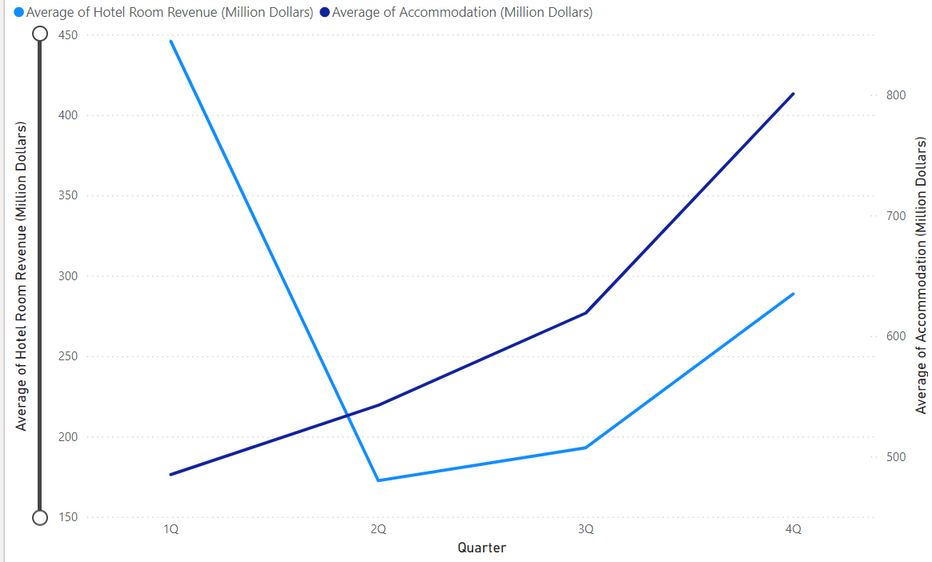 Average of Hotel Room Revenue (Million Dollars) Average of Accommodation (Million Dollars)
Average of Hotel Room Revenue (Million Dollars)
450
400
350
300
250
200
150
800
700
600
500
Average of Accommodation (Million Dollars)
1Q 2Q 3Q 4Q
Quarter